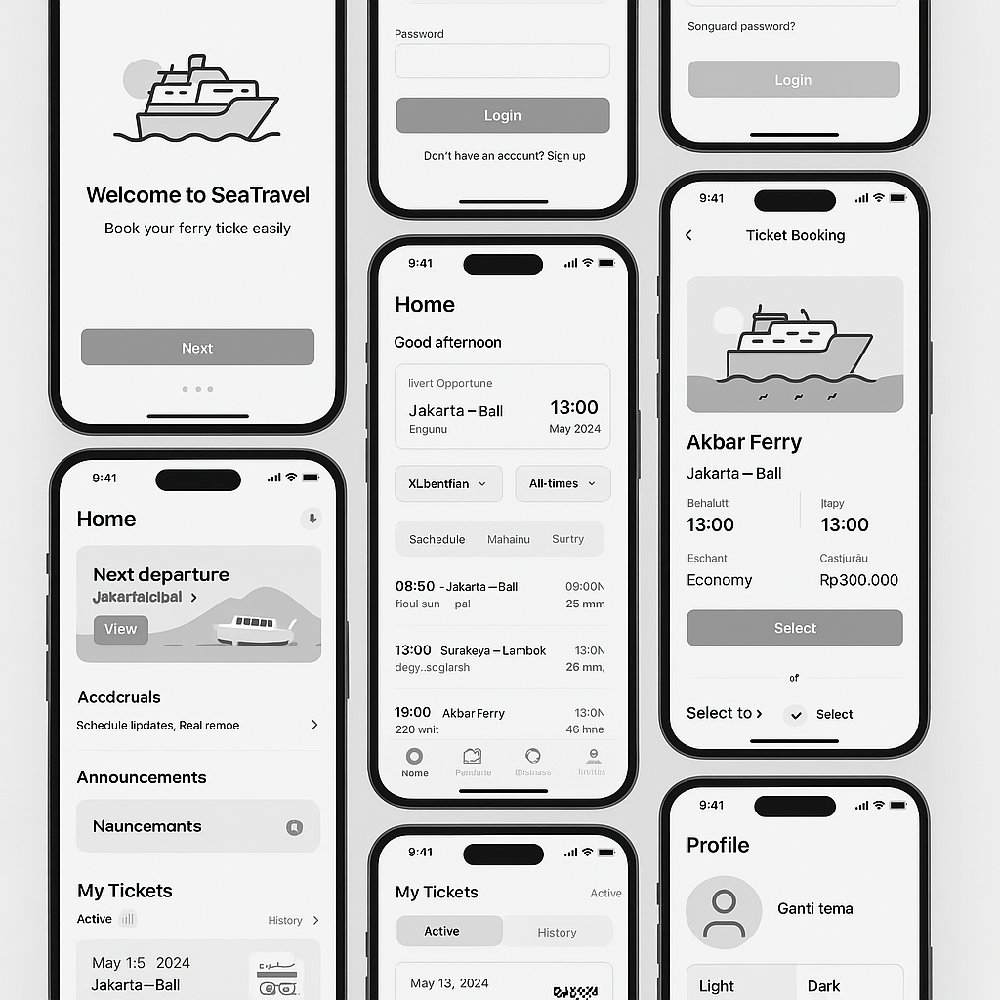 Welcome to SeaTravel
Book your ferry ticke easily
Next
9:41
Home
Next departure
Jakarfalclbal >
View
Accdcruals
Schedule lipdates, Real remoe
Announcements
Nauncemants
My Tickets
Active
History >
May 1:5 2024
Jakarta–Ball
Password
Login
Don't have an account? Sign up
9:41
Home
Good afternoon
livert Opportune
Jakarta – Ball 13:00
Engunu May 2024
XLbentfian
All-times
Sachedule Mahainu Surtry
08:50 - Jakarta – Ball 09:00N
fioul sun pal 25 mm
13:00 Surakeya – Lambok 13:0N
degy..soglarsh 26 mm,
19:00 Akbar Ferry 13:0N
220 wnit 46 hne
Nome
9:41
My Tickets Active
Active History
May 13, 2024
Songuard password?
Login
9:41
Ticket Booking
Akbar Ferry
Jakarta – Ball
Behalutt
13:00
Eschant
Economy
Castjurāu
Rp300.000
13:00
Select
of
Select to >
Select
9:41
Profile
Ganti tema
Light Dark